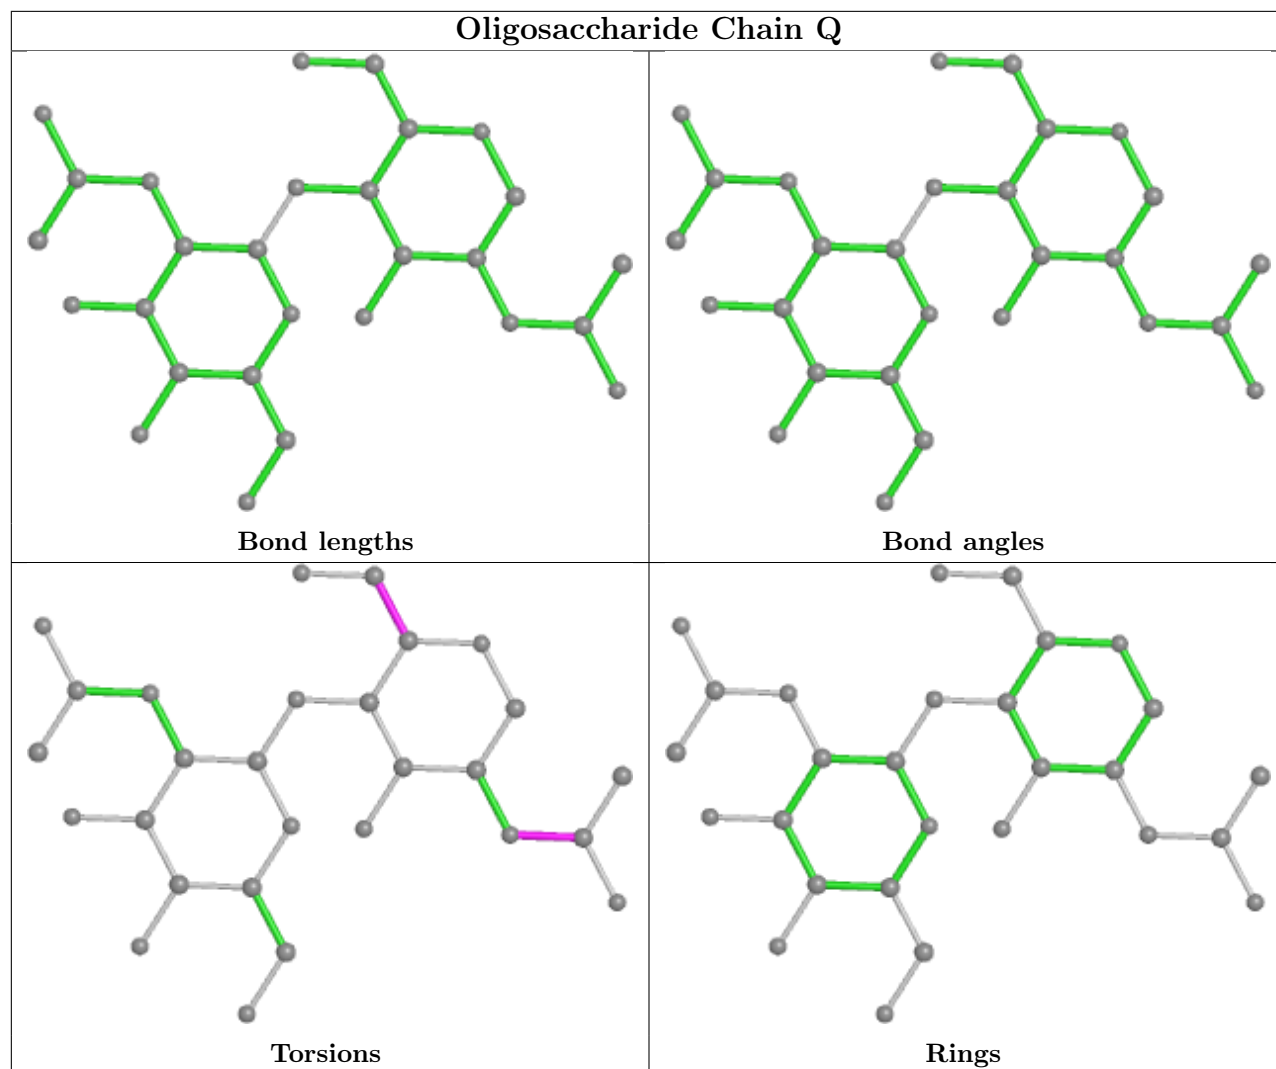 Oligosaccharide Chain Q
Bond lengths
Bond angles
Torsions
Rings